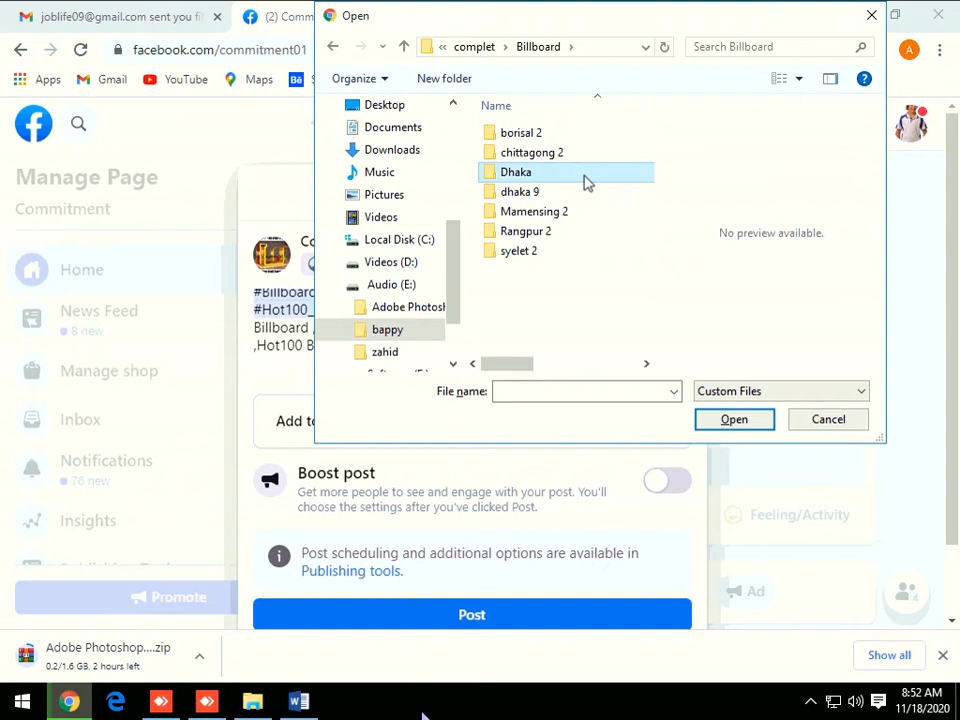 joblife09@gmail.com sent you fi
(2) Comm
Open
facebook.com/commitment01
complet
Billboard
Search Billboard
A
Apps
Gmail
YouTube
Maps
Organize
New folder
Desktop
Documents
Downloads
Music
Pictures
Videos
Local Disk (C:)
Videos (D:)
Audio (E:)
Adobe Photosh
bappy
zahid
Name
borisal 2
chittagong 2
Dhaka
dhaka 9
Mamensing 2
Rangpur 2
syelet 2
No preview available.
File name:
Custom Files
Open
Cancel
Manage Page
Commitment
Home
News Feed
8 new
Manage shop
Inbox
Notifications
76 new
Insights
Promote
Co
#Billboard
#Hot100_
Billboard ,
,Hot100 B
Add to
Boost post
Get more people to see and engage with your post. You'll
choose the settings after you've clicked Post.
Post scheduling and additional options are available in
Publishing tools.
Post
Feeling/Activity
Ad
4
Adobe Photoshop....zip
0.2/1.6 GB, 2 hours left
Show all
8:52 AM
11/18/2020